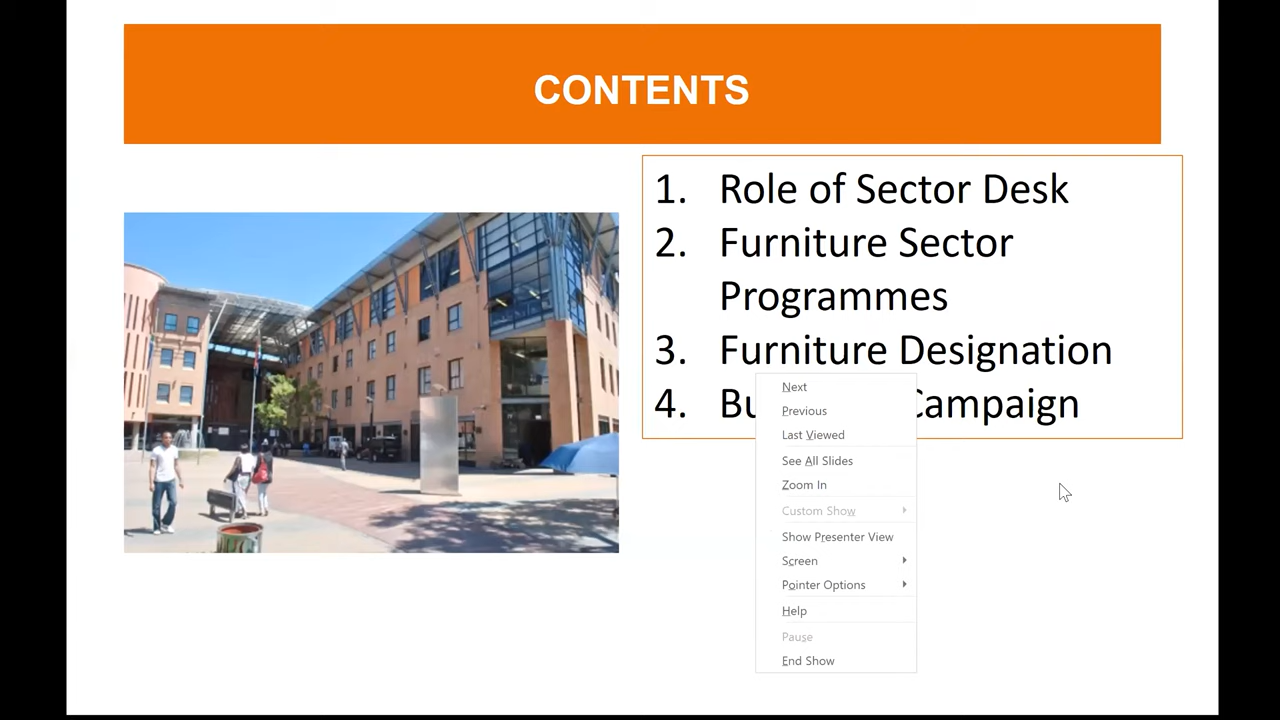 CONTENTS
1. Role of Sector Desk
2. Furniture Sector
Programmes
3. Furniture Designation
4. Campaign
Next
Previous
Last Viewed
See All Slides
Zoom In
Custom Show
Show Presenter View
Screen
Pointer Options
Help
Pause
End Show